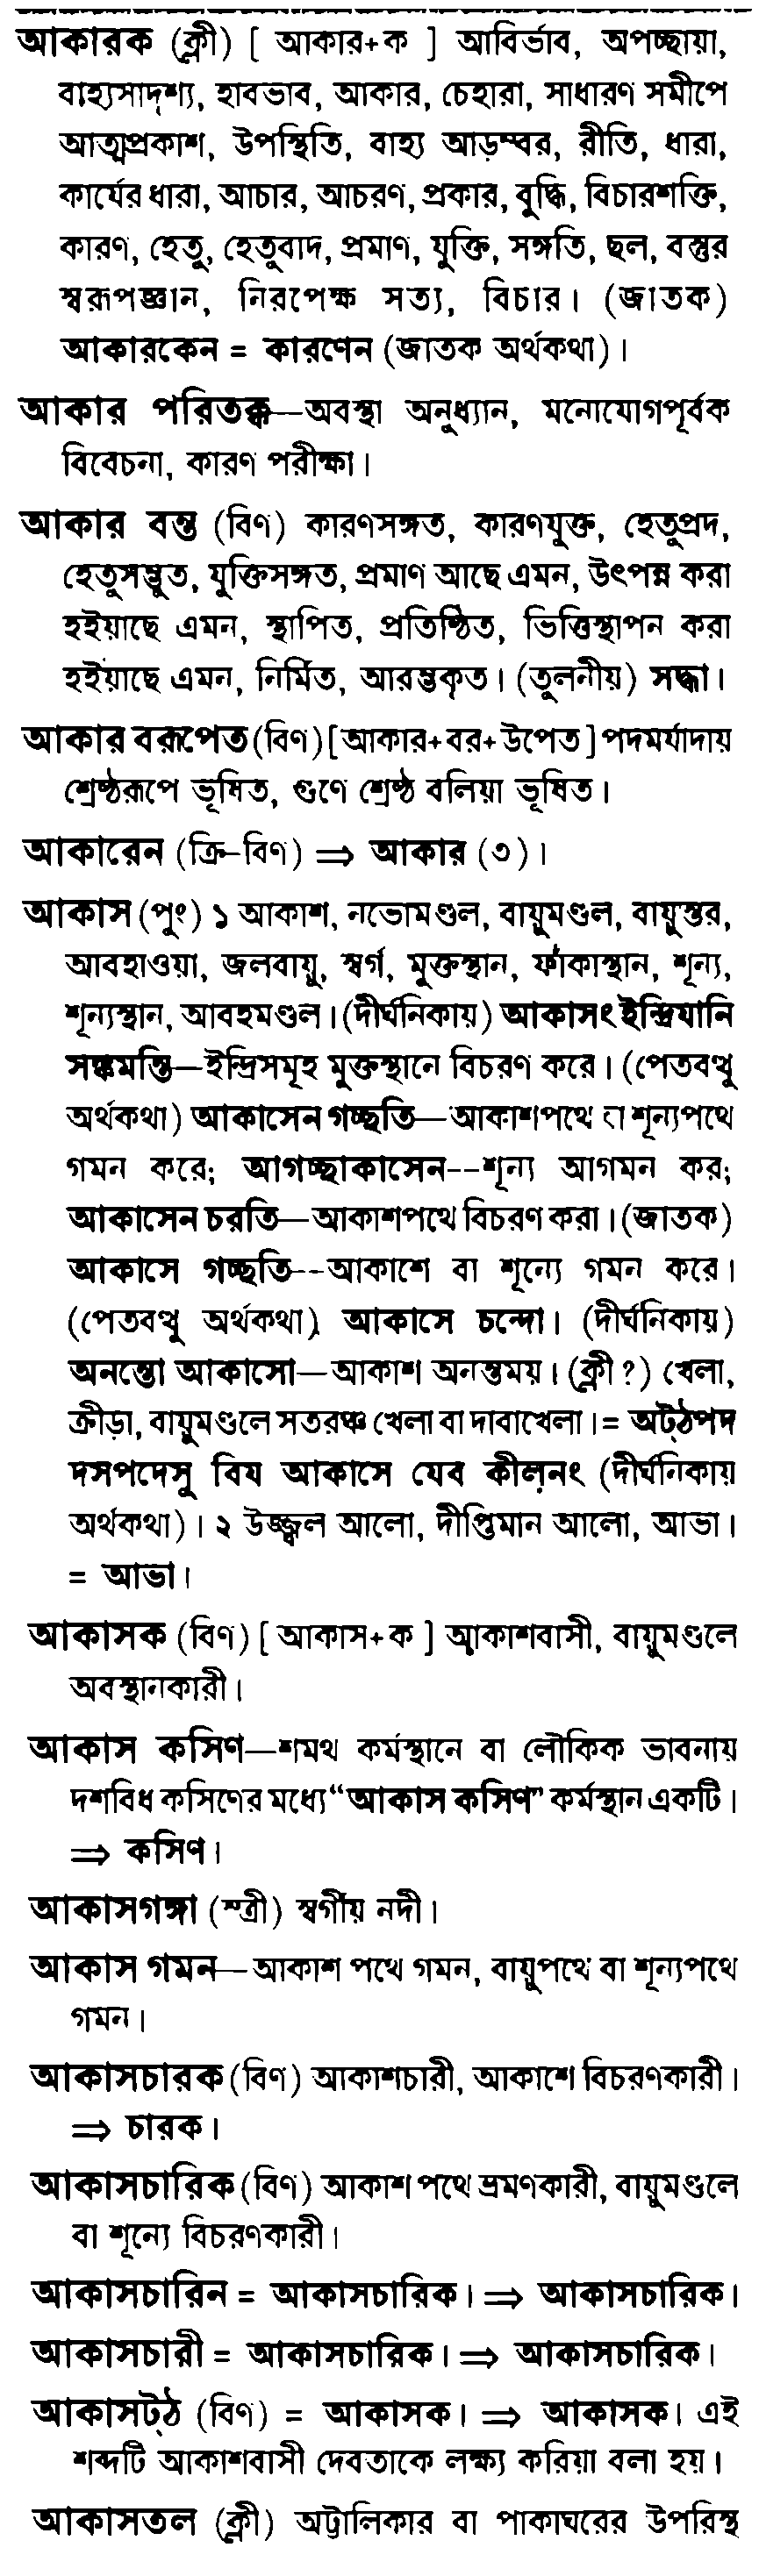 আকারক (ক্লী) [ আকার+ক ] আবির্ভাব, অপচ্ছায়া,
বাহ্যসাদৃশ্য, হাবভাব, আকার, চেহারা, সাধারণ সমীপে
আত্মপ্রকাশ, উপস্থিতি, বাহ্য আড়ম্বর, রীতি, ধারা,
কার্যের ধারা, আচার, আচরণ, প্রকার, বুদ্ধি, বিচারশক্তি,
কারণ, হেতু, হেতুবাদ, প্রমাণ, যুক্তি, সঙ্গতি, ছল, বস্তুর
স্বরূপজ্ঞান, নিরপেক্ষ সত্য, বিচার। (জাতক)
আকারকেন = কারণেন (জাতক অর্থকথা)।
আকার পরিতক্ক—অবস্থা অনুধ্যান, মনোযোগপূর্বক
বিবেচনা, কারণ পরীক্ষা।
আকার বন্ত (বিণ) কারণসঙ্গত, কারণযুক্ত, হেতুপ্রদ,
হেতুসম্ভূত, যুক্তিসঙ্গত, প্রমাণ আছে এমন, উৎপন্ন করা
হইয়াছে এমন, স্থাপিত, প্রতিষ্ঠিত, ভিত্তিস্থাপন করা
হইয়াছে এমন, নির্মিত, আরম্ভকৃত। (তুলনীয়) সদ্ধা।
আকার বরূপেত (বিণ) [আকার+বর+উপেত] পদমর্যাদায়
শ্রেষ্ঠরূপে ভূষিত, গুণে শ্রেষ্ঠ বলিয়া ভূষিত।
আকারেন (ক্রি-বিণ) ⇒ আকার (৩)।
আকাস (পুং) ১ আকাশ, নভোমণ্ডল, বায়ুমণ্ডল, বায়ুস্তর,
আবহাওয়া, জলবায়ু, স্বর্গ, মুক্তস্থান, ফাঁকাস্থান, শূন্য,
শূন্যস্থান, আবহমণ্ডল। (দীর্ঘনিকায়) আকাসং ইন্দ্রিযানি
সঙ্কমন্তি—ইন্দ্রিসমূহ মুক্তস্থানে বিচরণ করে। (পেতবত্থু
অর্থকথা) আকাসেন গচ্ছতি—আকাশপথে বা শূন্যপথে
গমন করে; আগচ্ছাকাসেন--শূন্য আগমন কর;
আকাসেন চরতি—আকাশপথে বিচরণ করা। (জাতক)
আকাসে গচ্ছতি--আকাশে বা শূন্যে গমন করে।
(পেতবত্থু অর্থকথা) আকাসে চন্দো। (দীর্ঘনিকায়)
অনন্তো আকাসো—আকাশ অনন্তময়। (ক্লী ?) খেলা,
ক্রীড়া, বায়ুমণ্ডলে সতরঞ্চ খেলা বা দাবাখেলা। = অট্ঠপদ
দসপদেসু বিয আকাসে যেব কীল়নং (দীর্ঘনিকায়
অর্থকথা)। ২ উজ্জ্বল আলো, দীপ্তিমান আলো, আভা।
= আভা।
আকাসক (বিণ) [ আকাস+ক ] আকাশবাসী, বায়ুমণ্ডলে
অবস্থানকারী।
আকাস কসিণ—শমথ কর্মস্থানে বা লৌকিক ভাবনায়
দশবিধ কসিণের মধ্যে “আকাস কসিণ” কর্মস্থান একটি।
⇒ কসিণ।
আকাসগঙ্গা (স্ত্রী) স্বর্গীয় নদী।
আকাস গমন—আকাশ পথে গমন, বায়ুপথে বা শূন্যপথে
গমন।
আকাসচারক (বিণ) আকাশচারী, আকাশে বিচরণকারী।
⇒ চারক।
আকাসচারিক (বিণ) আকাশ পথে ভ্রমণকারী, বায়ুমণ্ডলে
বা শূন্যে বিচরণকারী।
আকাসচারিন = আকাসচারিক। ⇒ আকাসচারিক।
আকাসচারী = আকাসচারিক। ⇒ আকাসচারিক।
আকাসট্ঠ (বিণ) = আকাসক। ⇒ আকাসক। এই
শব্দটি আকাশবাসী দেবতাকে লক্ষ্য করিয়া বলা হয়।
আকাসতল (ক্লী) অট্টালিকার বা পাকাঘরের উপরিস্থ